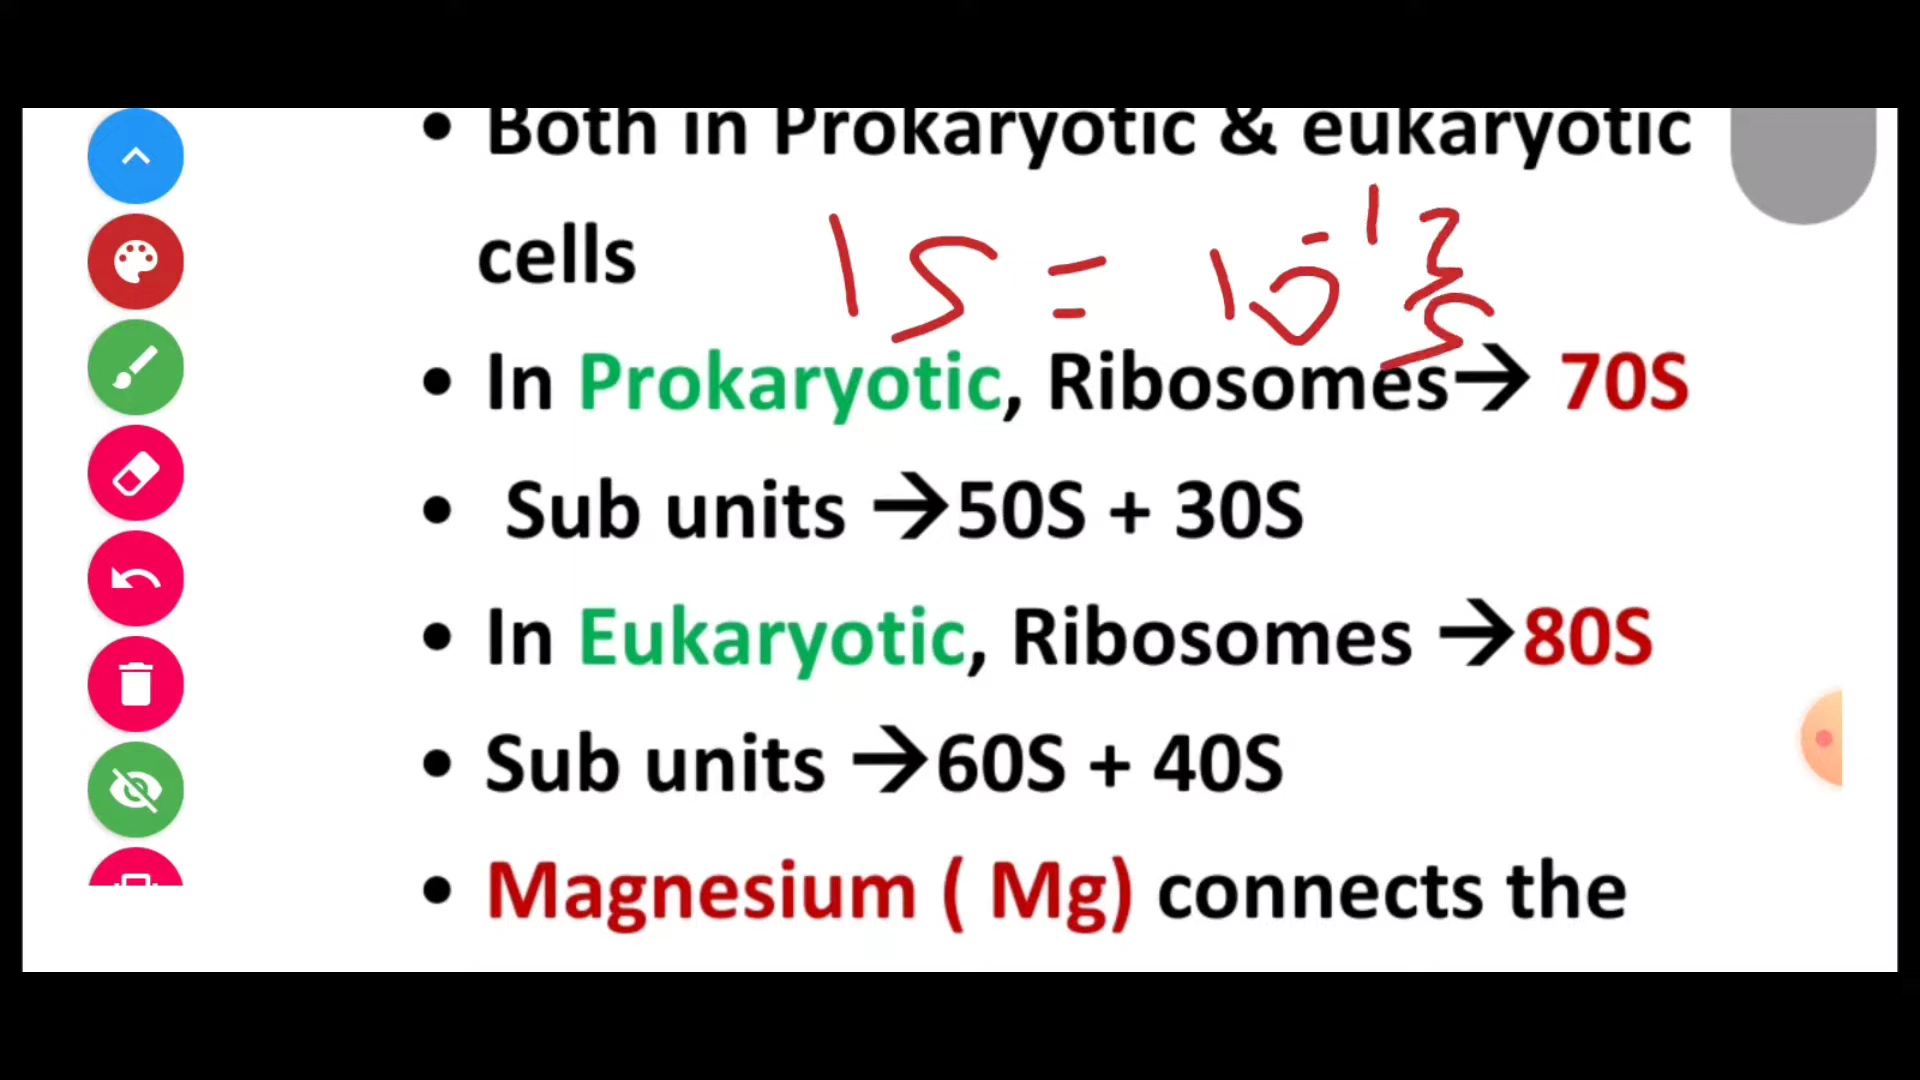 • Both in Prokaryotic & eukaryotic
cells
1S = 10⁻¹³ S
• In Prokaryotic, Ribosomes→ 70S
• Sub units →50S + 30S
• In Eukaryotic, Ribosomes →80S
• Sub units →60S + 40S
• Magnesium ( Mg) connects the